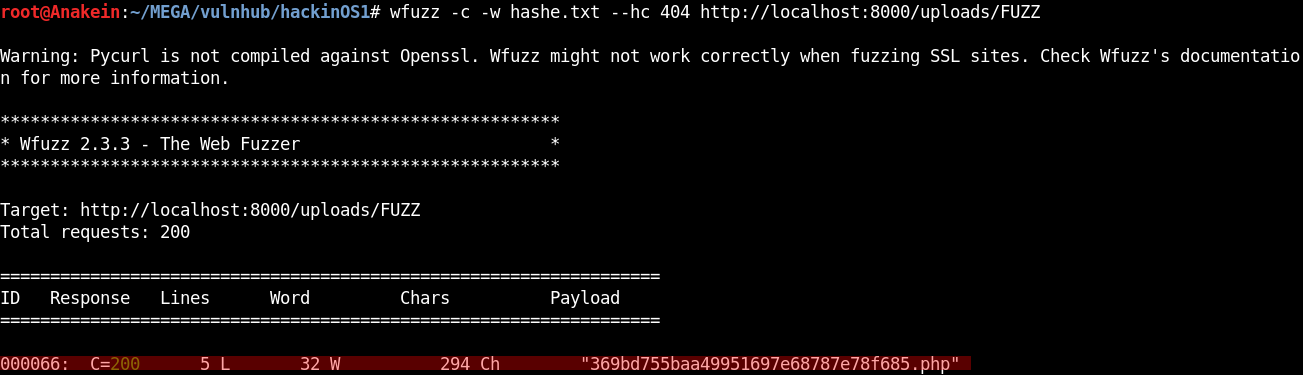 root@Anakein:~/MEGA/vulnhub/hackinOS1# wfuzz -c -w hashe.txt --hc 404 http://localhost:8000/uploads/FUZZ
Warning: Pycurl is not compiled against Openssl. Wfuzz might not work correctly when fuzzing SSL sites. Check Wfuzz's documentatio
n for more information.
********************************************************
* Wfuzz 2.3.3 - The Web Fuzzer                         *
********************************************************
Target: http://localhost:8000/uploads/FUZZ
Total requests: 200
==================================================================
ID   Response   Lines      Word         Chars          Payload
==================================================================
000066:  C=200      5 L       32 W          294 Ch        "369bd755baa49951697e68787e78f685.php"